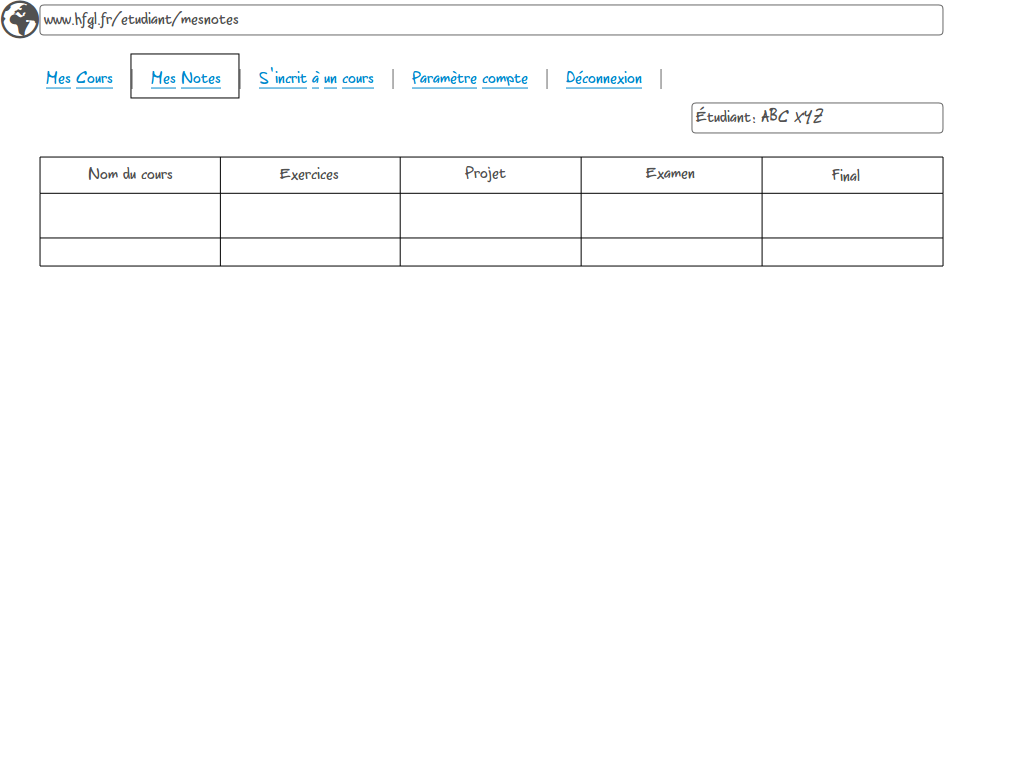 www.hfgl.fr/etudiant/mesnotes
Mes Cours | Mes Notes | S'incrit à un cours | Paramètre compte | Déconnexion |
Étudiant: ABC XYZ
Nom du cours Exercices Projet Examen Final